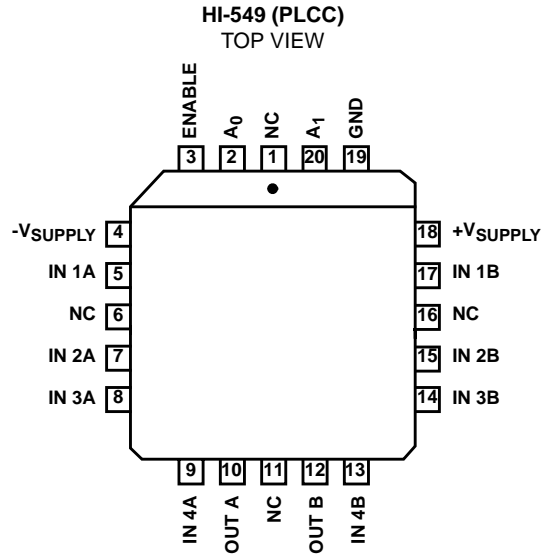 HI-549 (PLCC)
TOP VIEW
ENABLE
A0
NC
A1
GND
3
2
1
20
19
-VSUPPLY 4
18 +VSUPPLY
IN 1A 5
17 IN 1B
NC 6
16 NC
IN 2A 7
15 IN 2B
IN 3A 8
14 IN 3B
9
10
11
12
13
IN 4A
OUT A
NC
OUT B
IN 4B